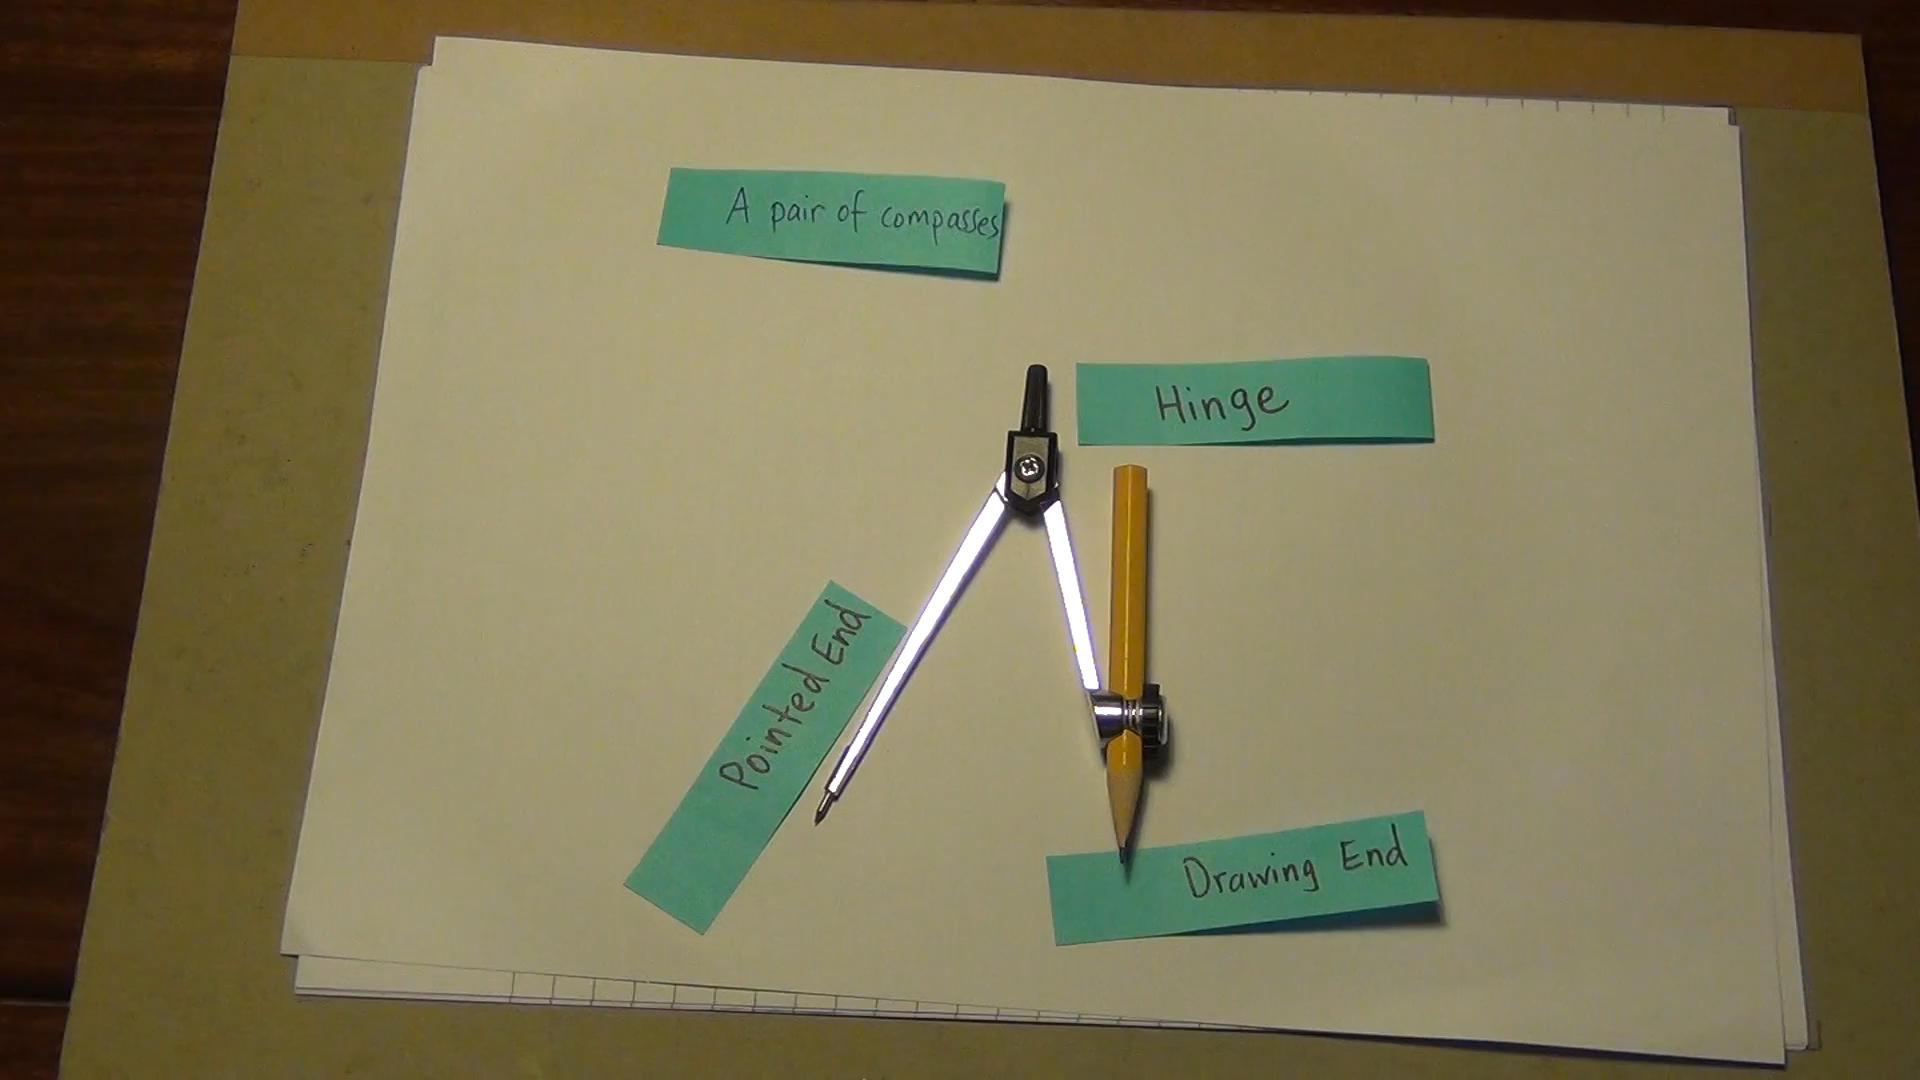 A pair of compasses
Hinge
Pointed End
Drawing End